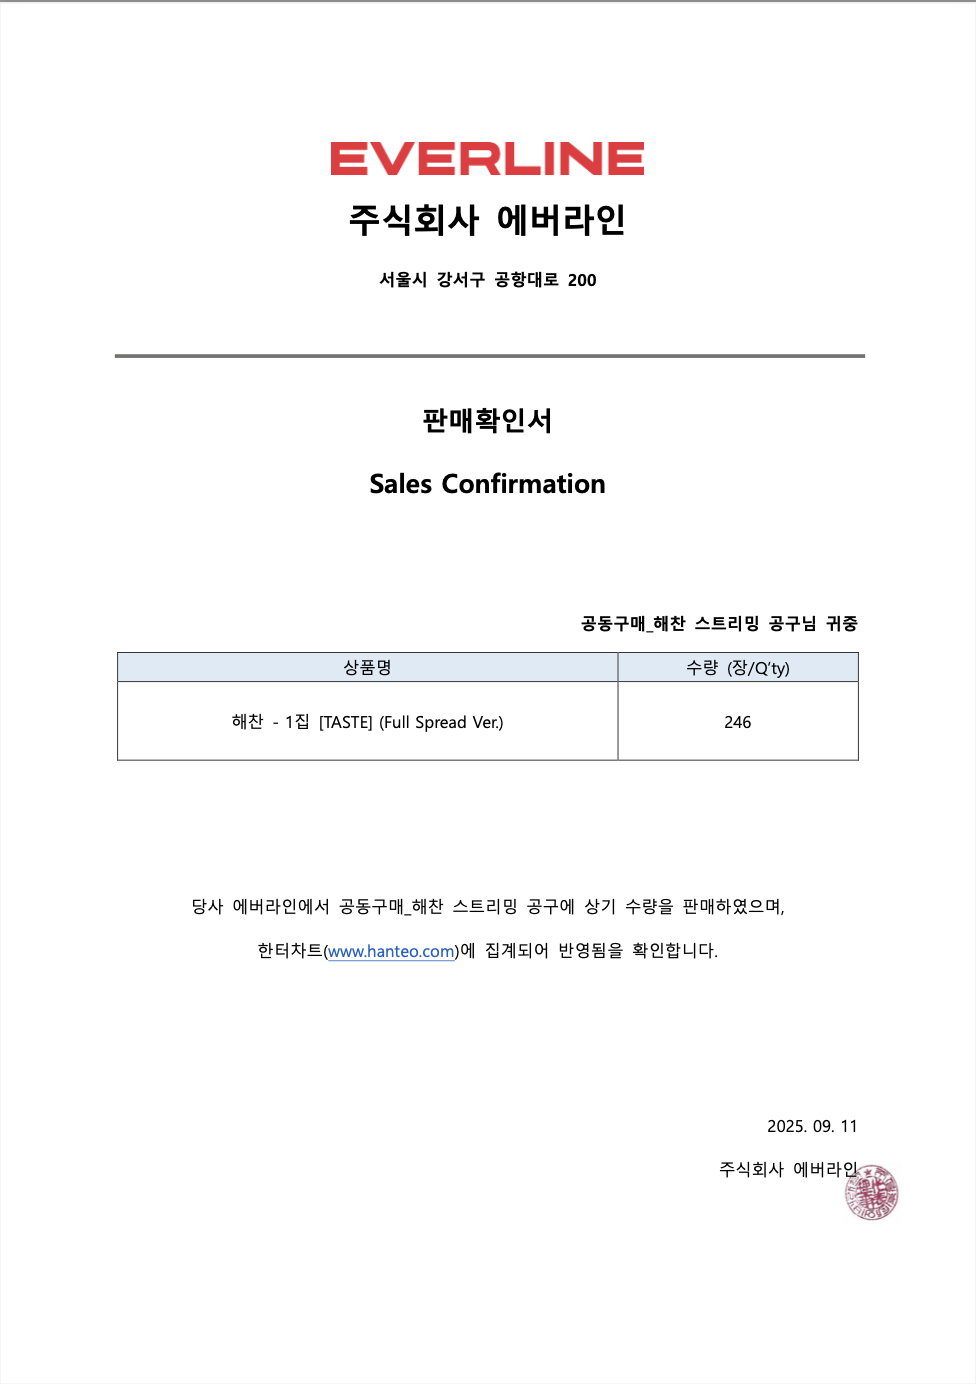 EVERLINE
주식회사 에버라인
서울시 강서구 공항대로 200
판매확인서
Sales Confirmation
공동구매_해찬 스트리밍 공구님 귀중
상품명 수량 (장/Q'ty)
해찬 - 1집 [TASTE] (Full Spread Ver.) 246
당사 에버라인에서 공동구매_해찬 스트리밍 공구에 상기 수량을 판매하였으며,
한터차트(www.hanteo.com)에 집계되어 반영됨을 확인합니다.
2025. 09. 11
주식회사 에버라인